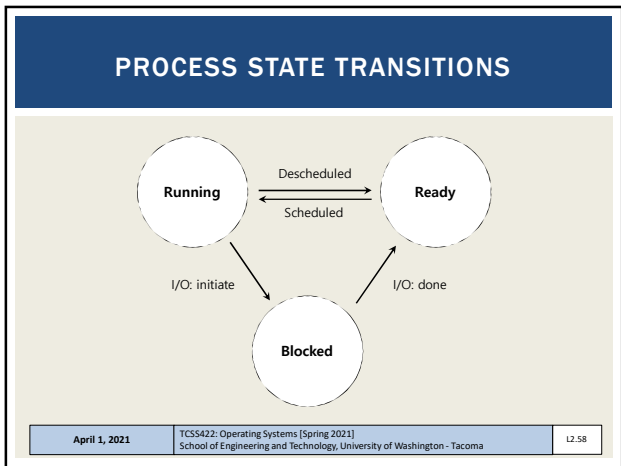 PROCESS STATE TRANSITIONS
Running
Descheduled
Scheduled
Ready
I/O: initiate
I/O: done
Blocked
April 1, 2021
TCSS422: Operating Systems [Spring 2021]
School of Engineering and Technology, University of Washington - Tacoma
L2.58